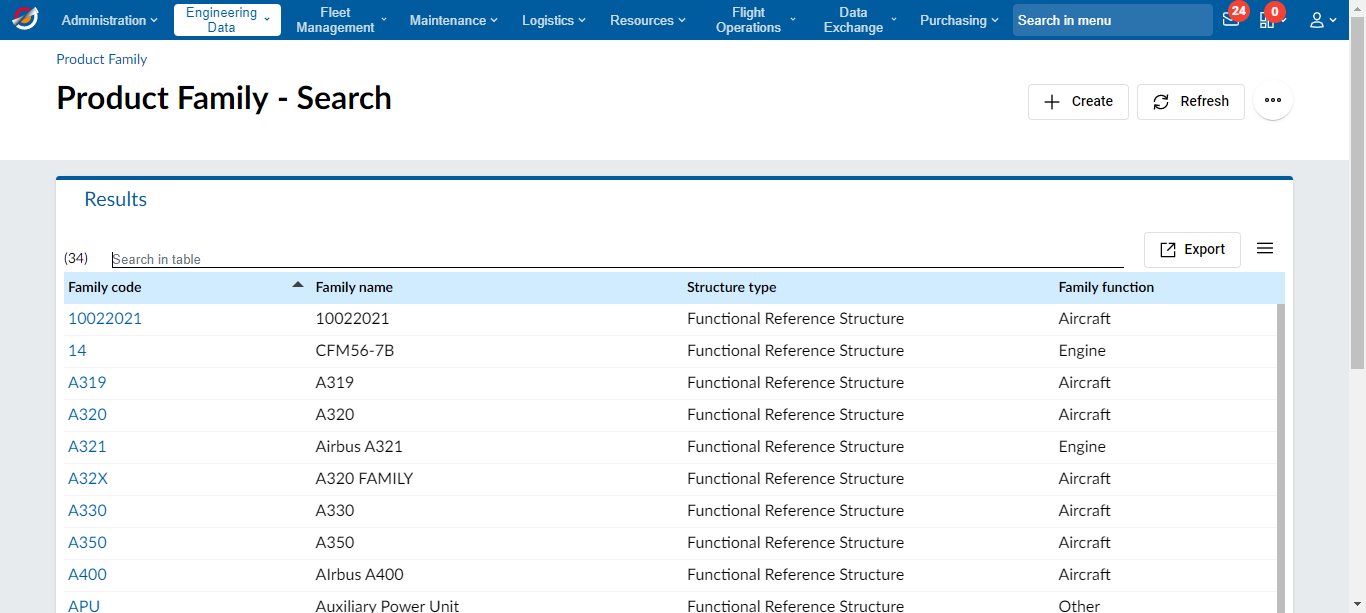 Administration
Engineering
Data
Fleet
Management
Maintenance
Logistics
Resources
Flight
Operations
Data
Exchange
Purchasing
Search in menu
24
0
Product Family
Product Family - Search
Create
Refresh
Results
(34)
Search in table
Export
Family code Family name Structure type Family function
10022021 10022021 Functional Reference Structure Aircraft
14 CFM56-7B Functional Reference Structure Engine
A319 A319 Functional Reference Structure Aircraft
A320 A320 Functional Reference Structure Aircraft
A321 Airbus A321 Functional Reference Structure Engine
A32X A320 FAMILY Functional Reference Structure Aircraft
A330 A330 Functional Reference Structure Aircraft
A350 A350 Functional Reference Structure Aircraft
A400 AIrbus A400 Functional Reference Structure Aircraft
APU Auxiliary Power Unit Functional Reference Structure Other